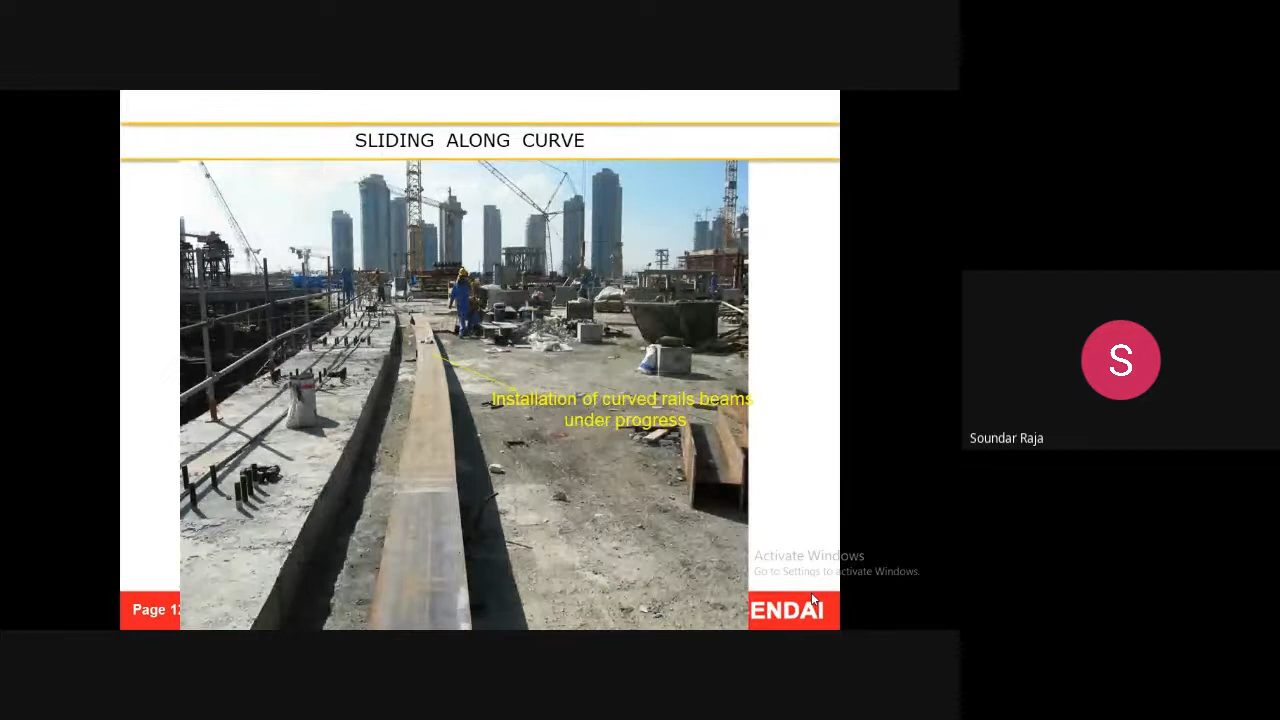 SLIDING ALONG CURVE
Installation of curved rails beams
under progress
Activate Windows
Go to Settings to activate Windows.
Page 12
ENDAI
S
Soundar Raja